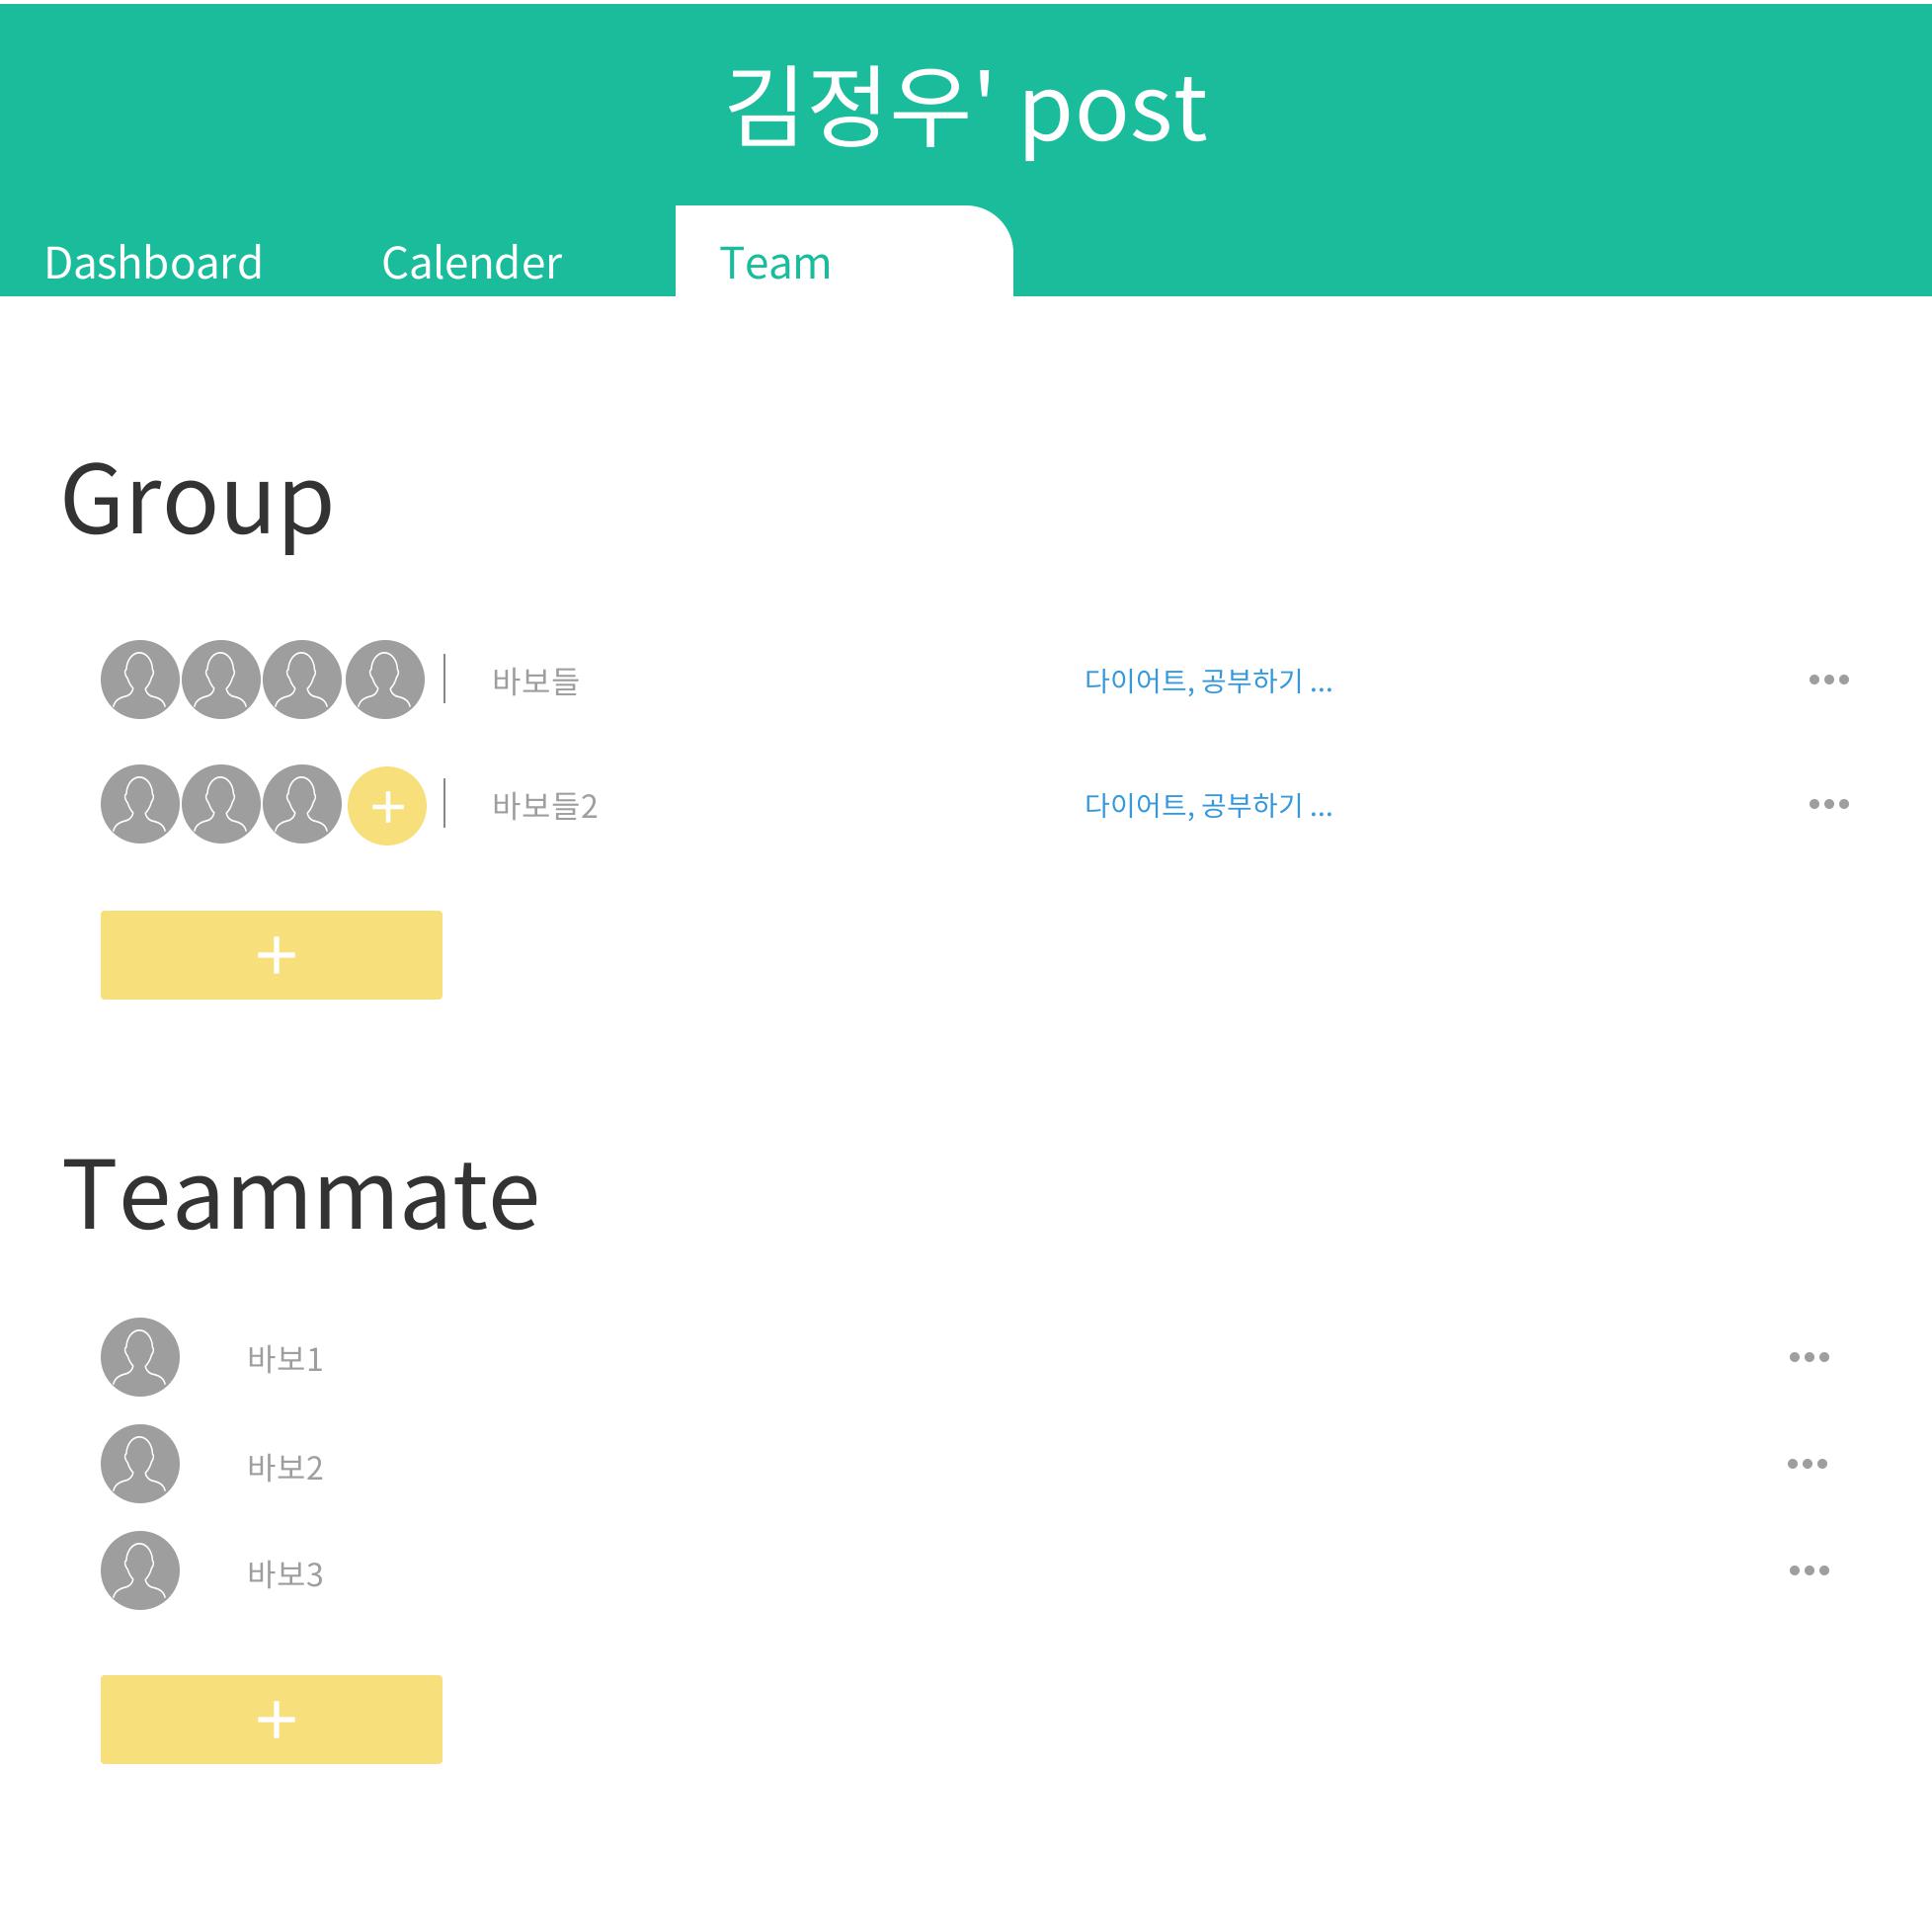 김정우' post
Dashboard Calender Team
Group
바보들 다이어트, 공부하기 ...
바보들2 다이어트, 공부하기 ...
+
Teammate
바보1
바보2
바보3
+